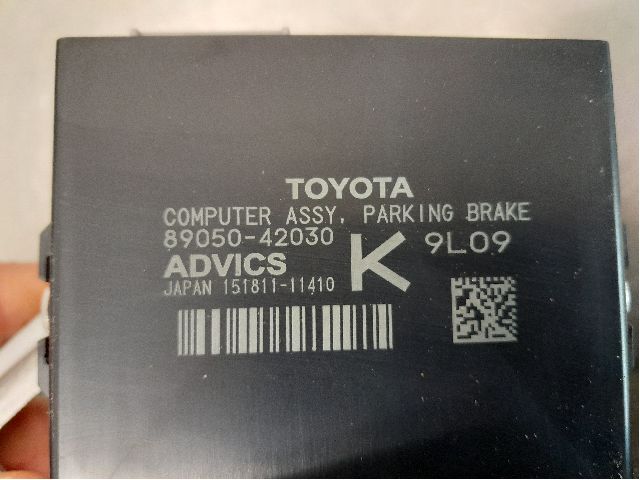 TOYOTA
COMPUTER ASSY, PARKING BRAKE
89050-42030
K
9L09
ADVICS
JAPAN 151811-11410